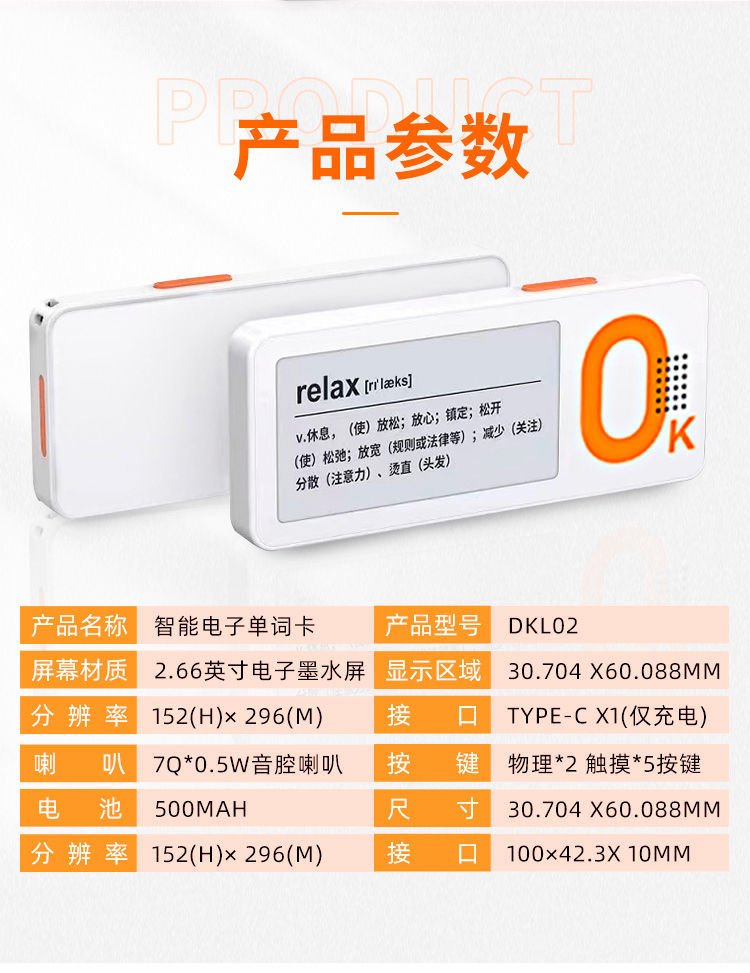 PRODUCT
产品参数
relax [rɪˈlæks]
v.休息，（使）放松；放心；镇定；松开
（使）松弛；放宽（规则或法律等）；减少（关注）
分散（注意力）、烫直（头发）
OK
产品名称 智能电子单词卡 产品型号 DKL02
屏幕材质 2.66英寸电子墨水屏 显示区域 30.704 X60.088MM
分辨率 152(H)× 296(M) 接口 TYPE-C X1(仅充电)
喇叭 7Q*0.5W音腔喇叭 按键 物理*2 触摸*5按键
电池 500MAH 尺寸 30.704 X60.088MM
分辨率 152(H)× 296(M) 接口 100×42.3X 10MM